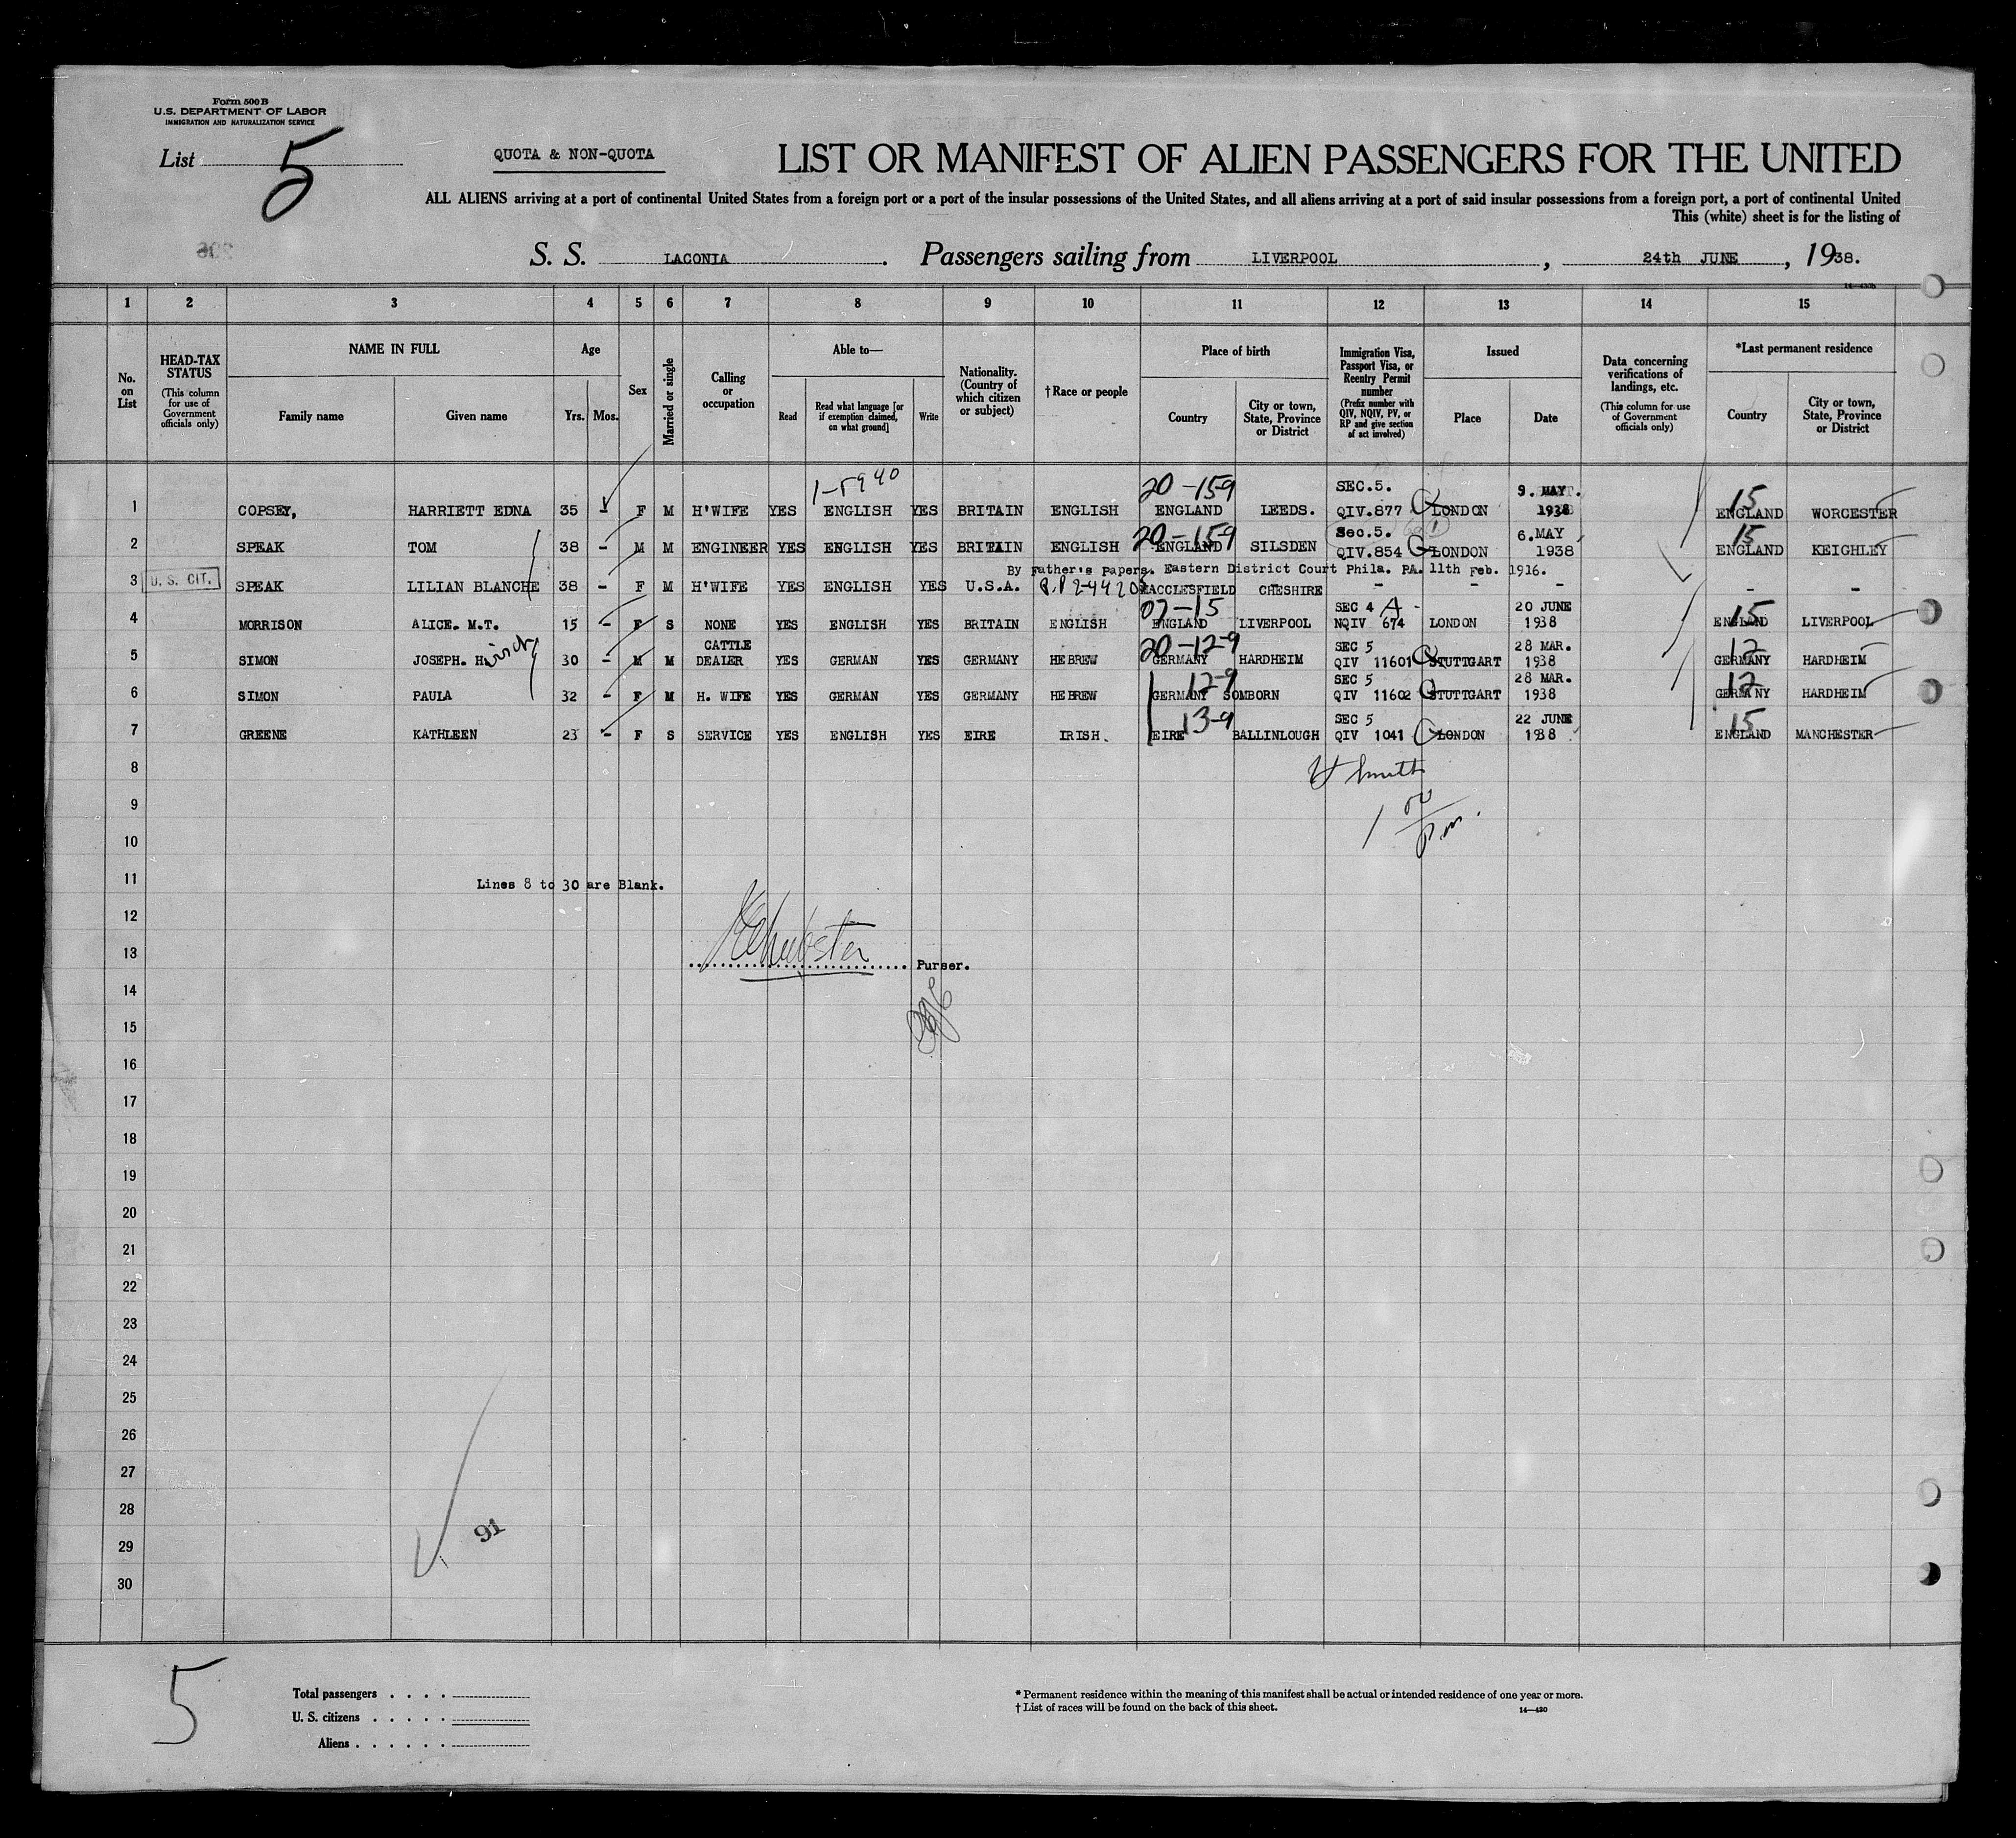 Form 500 B
U.S. DEPARTMENT OF LABOR
IMMIGRATION AND NATURALIZATION SERVICE
List 5
QUOTA & NON-QUOTA
LIST OR MANIFEST OF ALIEN PASSENGERS FOR THE UNITED
ALL ALIENS arriving at a port of continental United States from a foreign port or a port of the insular possessions of the United States, and all aliens arriving at a port of said insular possessions from a foreign port, a port of continental United
This (white) sheet is for the listing of
S. S. LACONIA. Passengers sailing from LIVERPOOL, 24th JUNE, 1938.
1 2 3 4 5 6 7 8 9 10 11 12 13 14 15
No. on List
HEAD-TAX STATUS (This column for use of Government officials only)
NAME IN FULL
Family name
Given name
Age
Yrs. Mos.
Sex
Married or single
Calling or occupation
Able to—
Read
Read what language [or if exemption claimed, on what ground]
Write
Nationality. (Country of which citizen or subject)
† Race or people
Place of birth
Country
City or town, State, Province or District
Immigration Visa, Passport Visa, or Reentry Permit number (Prefix number with QIV, NQIV, PV, or RP and give section of act involved)
Issued
Place
Date
Data concerning verifications of landings, etc. (This column for use of Government officials only)
*Last permanent residence
Country
City or town, State, Province or District
1-5940 20-159 SEC.5. 9. MAY. 15
1 COPSEY, HARRIETT EDNA 35 - F M H'WIFE YES ENGLISH YES BRITAIN ENGLISH ENGLAND LEEDS. QIV.877 LONDON 1938 ENGLAND WORCESTER
20-159 Sec.5. 6.MAY 15
2 SPEAK TOM 38 - M M ENGINEER YES ENGLISH YES BRITAIN ENGLISH ENGLAND SILSDEN QIV.854 LONDON 1938 ENGLAND KEIGHLEY
By Father's Papers. Eastern District Court Phila. PA. 11th Feb. 1916.
3 U. S. CIT. SPEAK LILIAN BLANCHE 38 - F M H'WIFE YES ENGLISH YES U.S.A. MACCLESFIELD CHESHIRE - - - - -
07-15 SEC 4 A - 20 JUNE 15
4 MORRISON ALICE. M.T. 15 - F S NONE YES ENGLISH YES BRITAIN ENGLISH ENGLAND LIVERPOOL NQIV 674 LONDON 1938 ENGLAND LIVERPOOL
CATTLE 20-12-9 SEC 5 28 MAR. 12
5 SIMON JOSEPH. Hirsch 30 - M M DEALER YES GERMAN YES GERMANY HEBREW GERMANY HARDHEIM QIV 11601 STUTTGART 1938 GERMANY HARDHEIM
12-9 SEC 5 28 MAR. 12
6 SIMON PAULA 32 - F M H. WIFE YES GERMAN YES GERMANY HEBREW GERMANY SOMBORN QIV 11602 STUTTGART 1938 GERMANY HARDHEIM
13-9 SEC 5 22 JUNE 15
7 GREENE KATHLEEN 23 - F S SERVICE YES ENGLISH YES EIRE IRISH. EIRE BALLINLOUGH QIV 1041 LONDON 1938 ENGLAND MANCHESTER
8
Smith
9
1 00 p.m.
10
11
Lines 8 to 30 are Blank.
12
13
Purser.
14
15
16
17
18
19
20
21
22
23
24
25
26
27
28
29
91
30
5
Total passengers
U. S. citizens
Aliens
* Permanent residence within the meaning of this manifest shall be actual or intended residence of one year or more.
† List of races will be found on the back of this sheet.
14—430